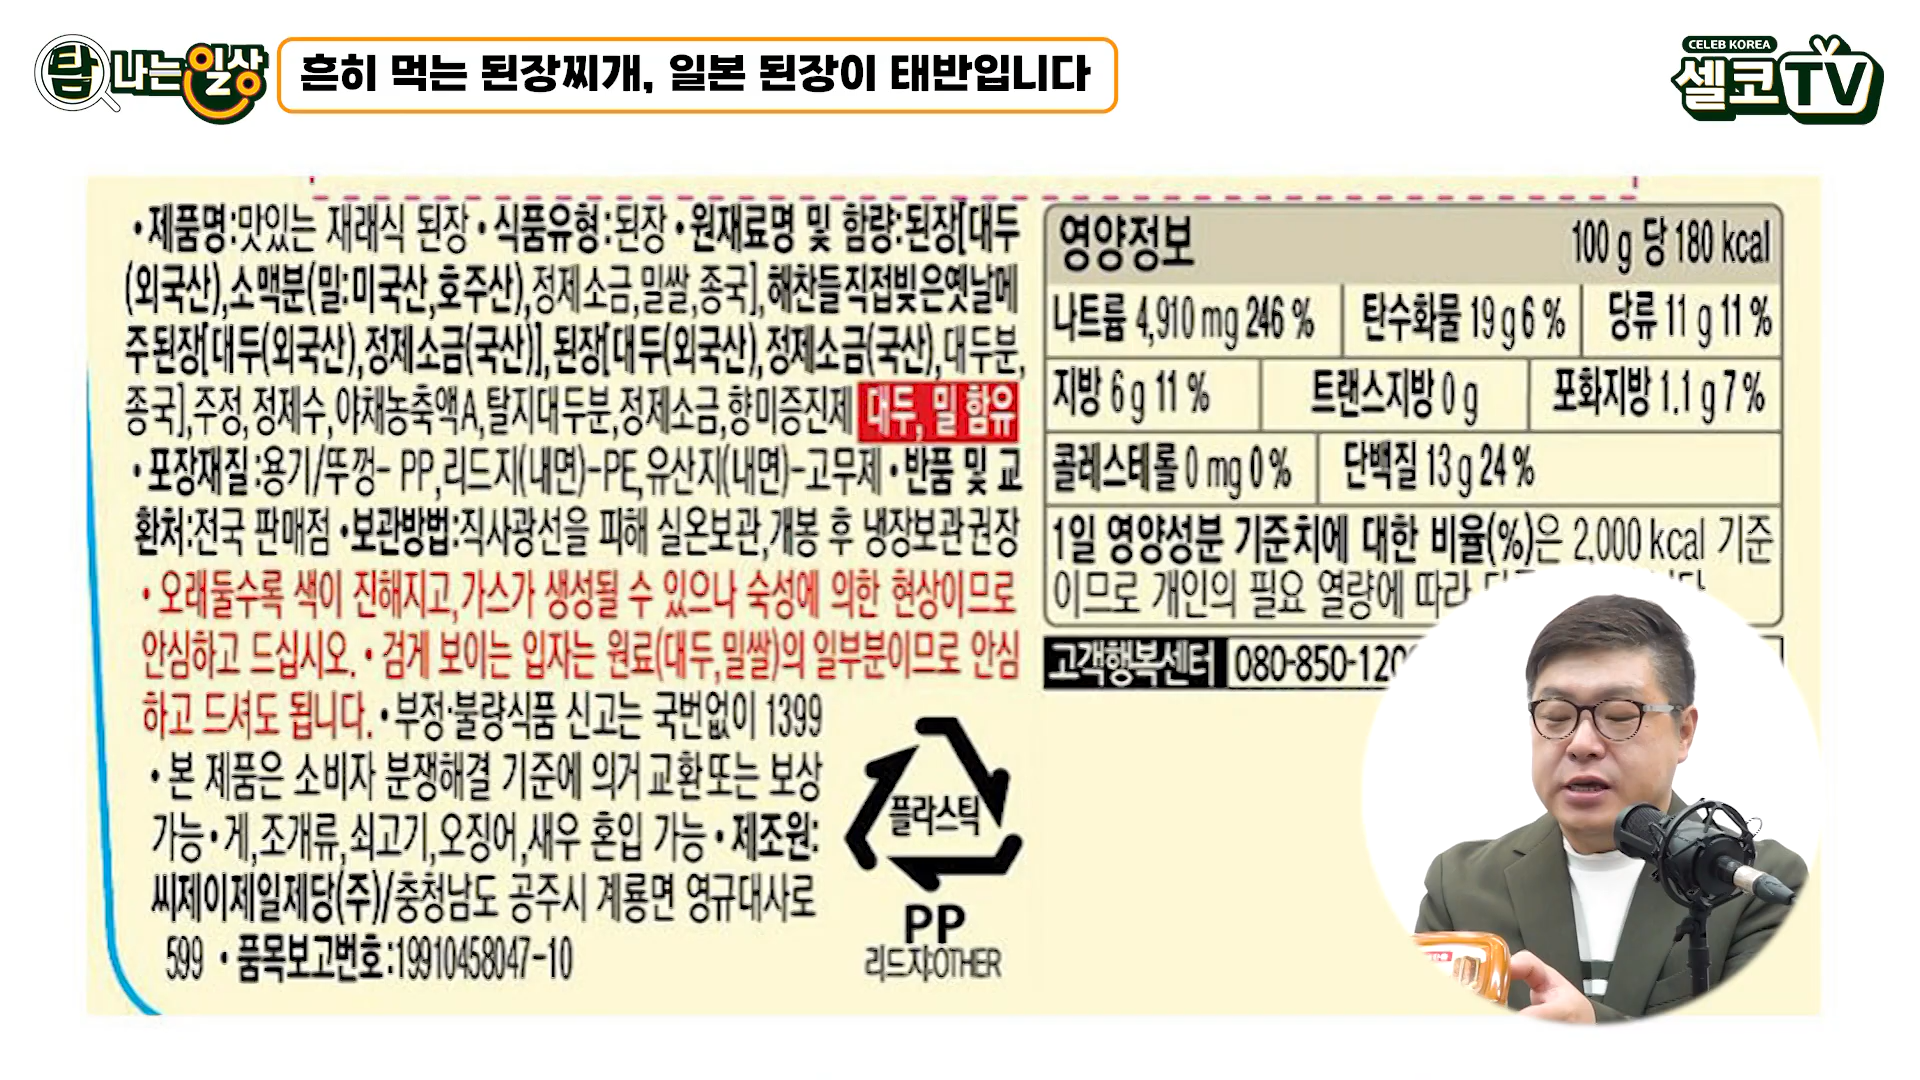 탐나는일상
흔히 먹는 된장찌개, 일본 된장이 태반입니다
CELEB KOREA
셀코TV
•제품명:맛있는 재래식 된장•식품유형:된장•원재료명 및 함량:된장[대두
(외국산),소맥분(밀:미국산,호주산),정제소금,밀쌀,종국],해찬들직접빚은옛날메
주된장[대두(외국산),정제소금(국산)],된장[대두(외국산),정제소금(국산),대두분,
종국],주정,정제수,야채농축액A,탈지대두분,정제소금,향미증진제 대두, 밀 함유
•포장재질:용기/뚜껑- PP,리드지(내면)-PE,유산지(내면)-고무제•반품 및 교
환처:전국 판매점 •보관방법:직사광선을 피해 실온보관,개봉 후 냉장보관권장
•오래둘수록 색이 진해지고,가스가 생성될 수 있으나 숙성에 의한 현상이므로
안심하고 드십시오. •검게 보이는 입자는 원료(대두,밀쌀)의 일부분이므로 안심
하고 드셔도 됩니다. •부정·불량식품 신고는 국번없이 1399
•본 제품은 소비자 분쟁해결 기준에 의거 교환또는 보상
가능•게,조개류,쇠고기,오징어,새우 혼입 가능•제조원:
씨제이제일제당(주)/충청남도 공주시 계룡면 영규대사로
599 •품목보고번호:19910458047-10
플라스틱
PP
리드지:OTHER
영양정보 100 g 당 180 kcal
나트륨 4,910 mg 246 % 탄수화물 19 g 6 % 당류 11 g 11 %
지방 6 g 11 % 트랜스지방 0 g 포화지방 1.1 g 7 %
콜레스테롤 0 mg 0 % 단백질 13 g 24 %
1일 영양성분 기준치에 대한 비율(%)은 2,000 kcal 기준
이므로 개인의 필요 열량에 따라
고객행복센터 080-850-120